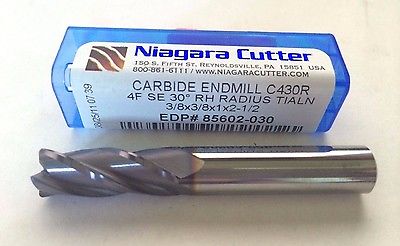 Niagara Cutter
150 S. FIFTH ST. REYNOLDSVILLE, PA 15851 USA
800-861-6111 / www.NIAGARACUTTER.COM
CARBIDE ENDMILL C430R
4F SE 30° RH RADIUS TIALN
3/8x3/8x1x2-1/2
EDP# 85602-030